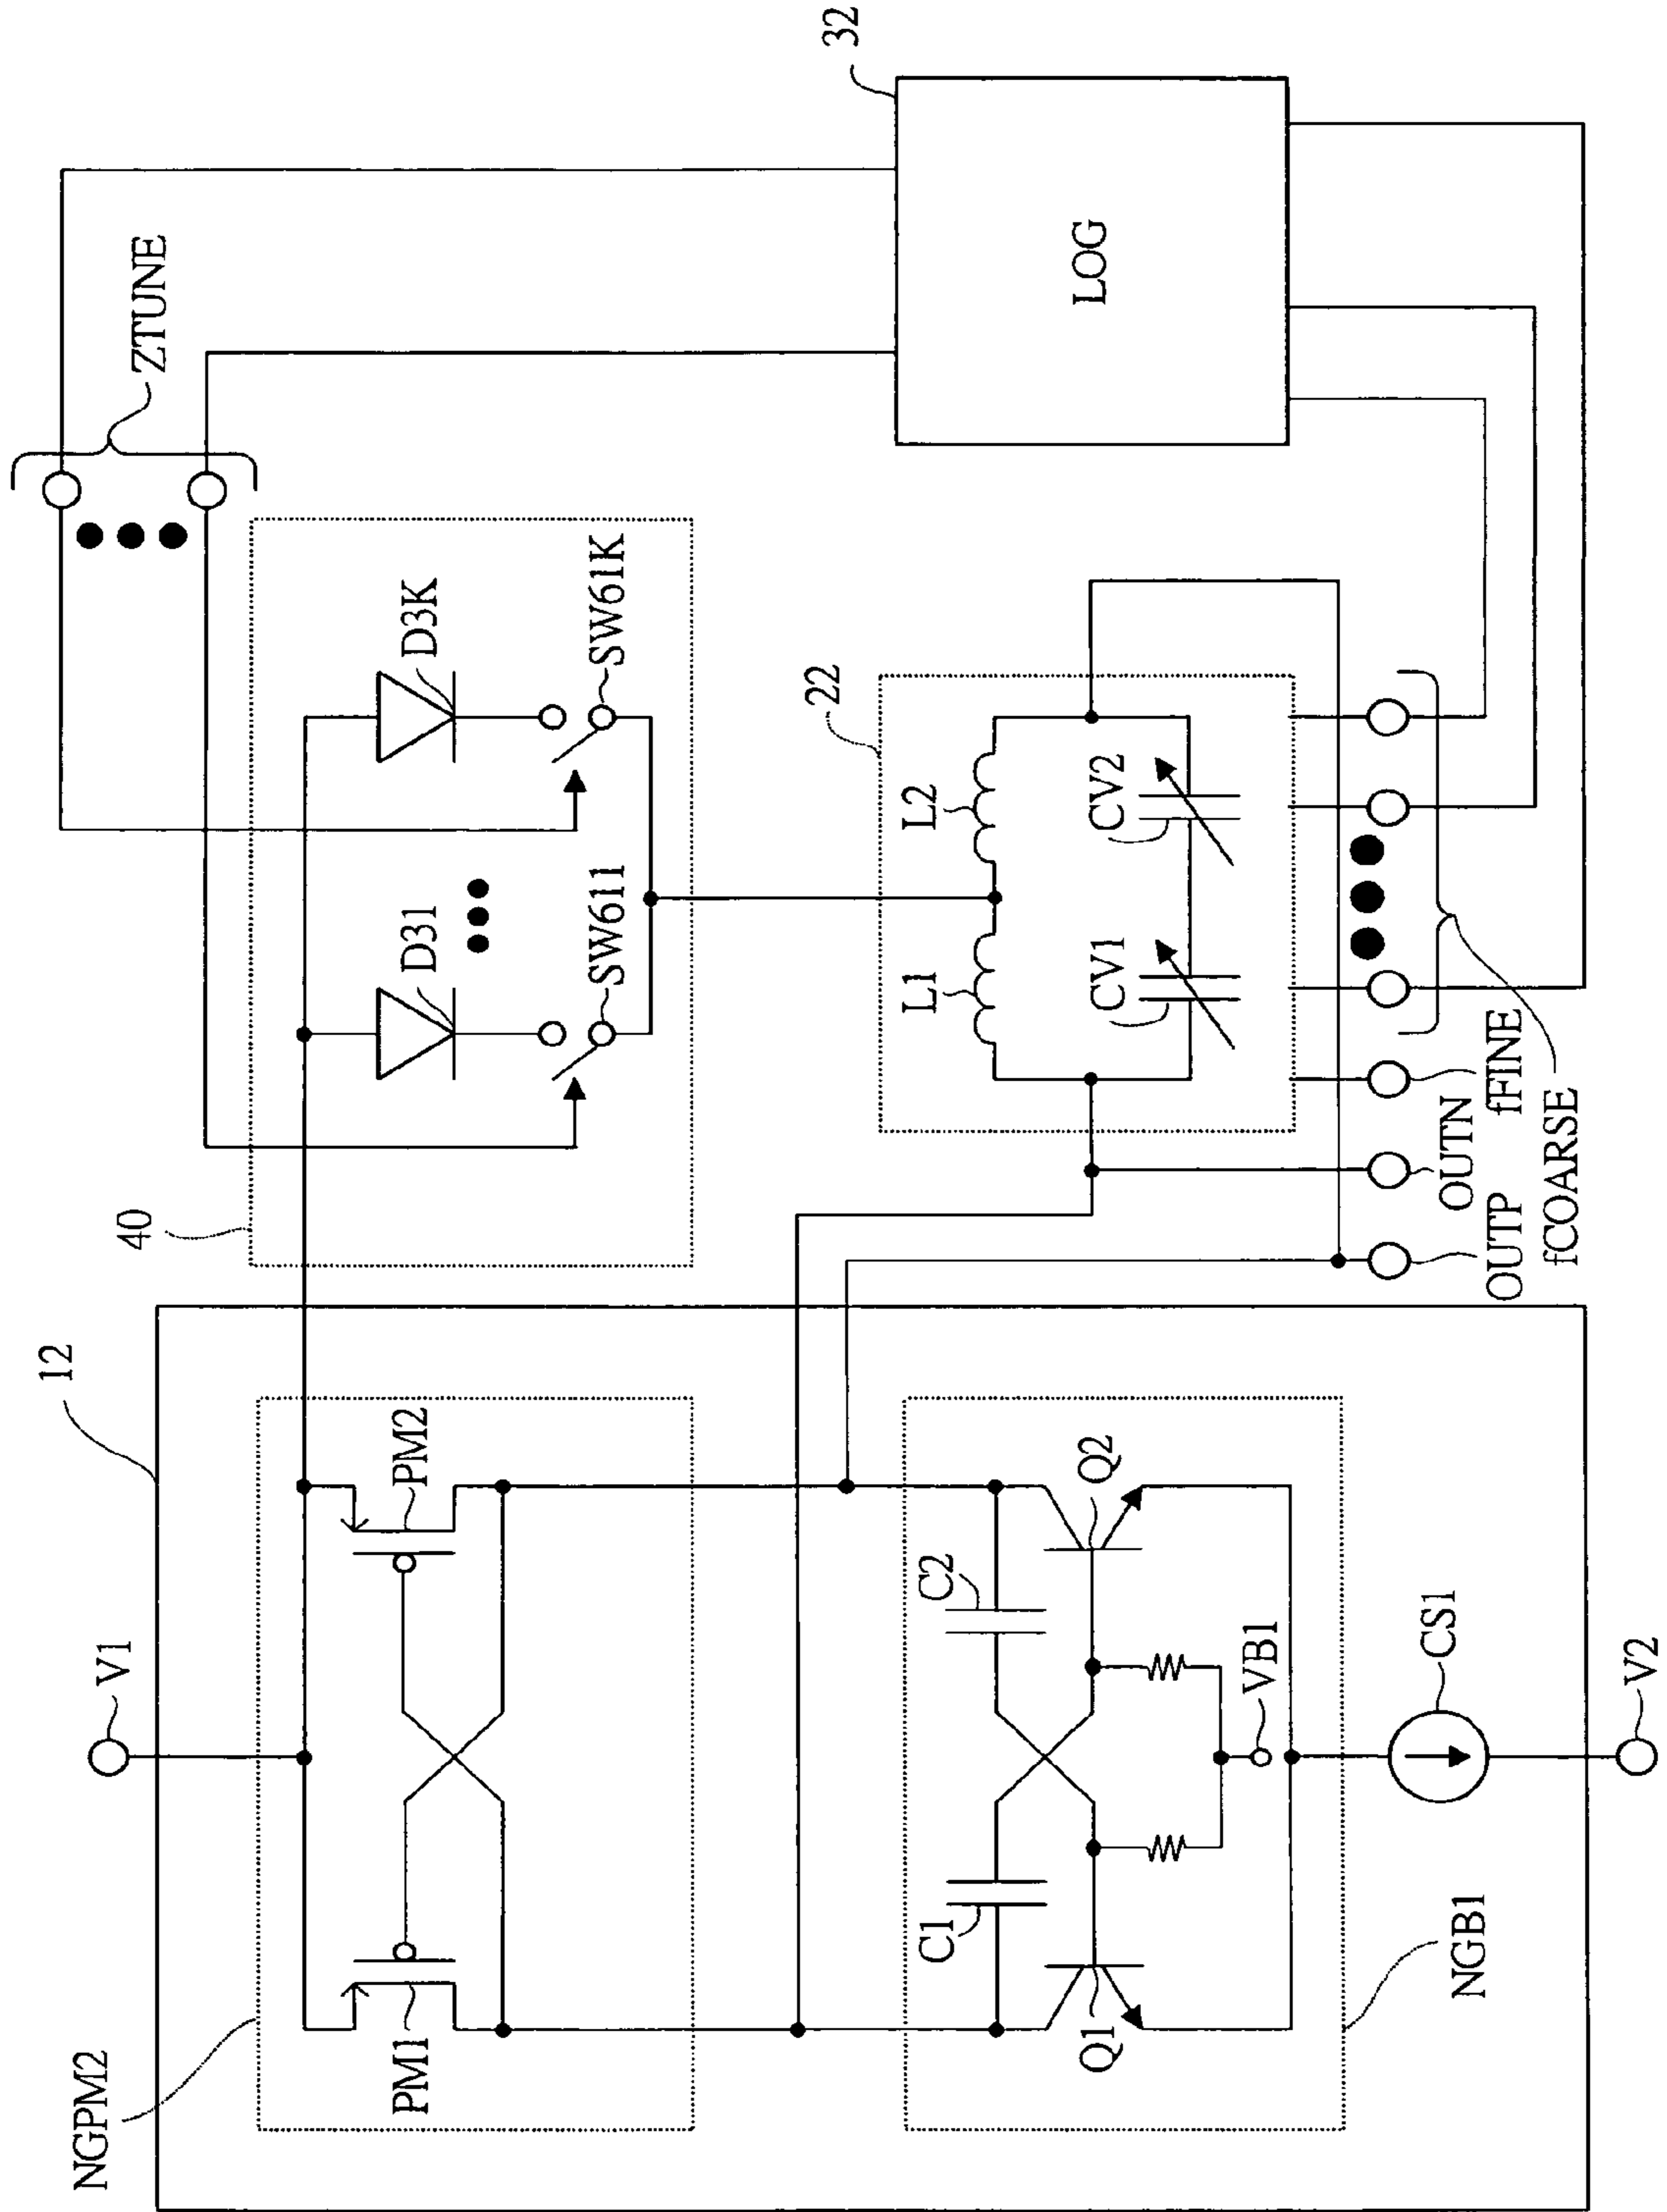 NGPM2
12
V1
PM1
PM2
C1
C2
Q1
Q2
VB1
NGB1
CS1
V2
40
D31
D3K
SW611
SW61K
ZTUNE
22
L1
L2
CV1
CV2
OUTP
OUTN
fFINE
fCOARSE
32
LOG